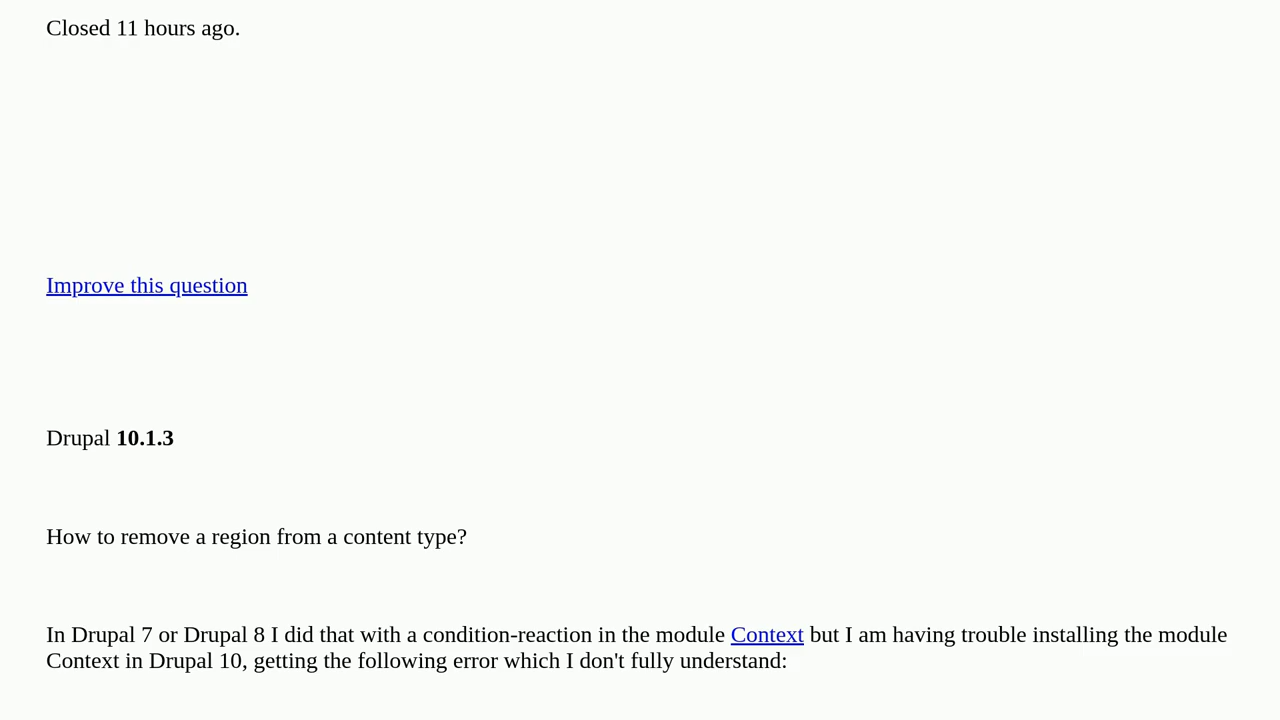 Closed 11 hours ago.
Improve this question
Drupal 10.1.3
How to remove a region from a content type?
In Drupal 7 or Drupal 8 I did that with a condition-reaction in the module Context but I am having trouble installing the module
Context in Drupal 10, getting the following error which I don't fully understand: